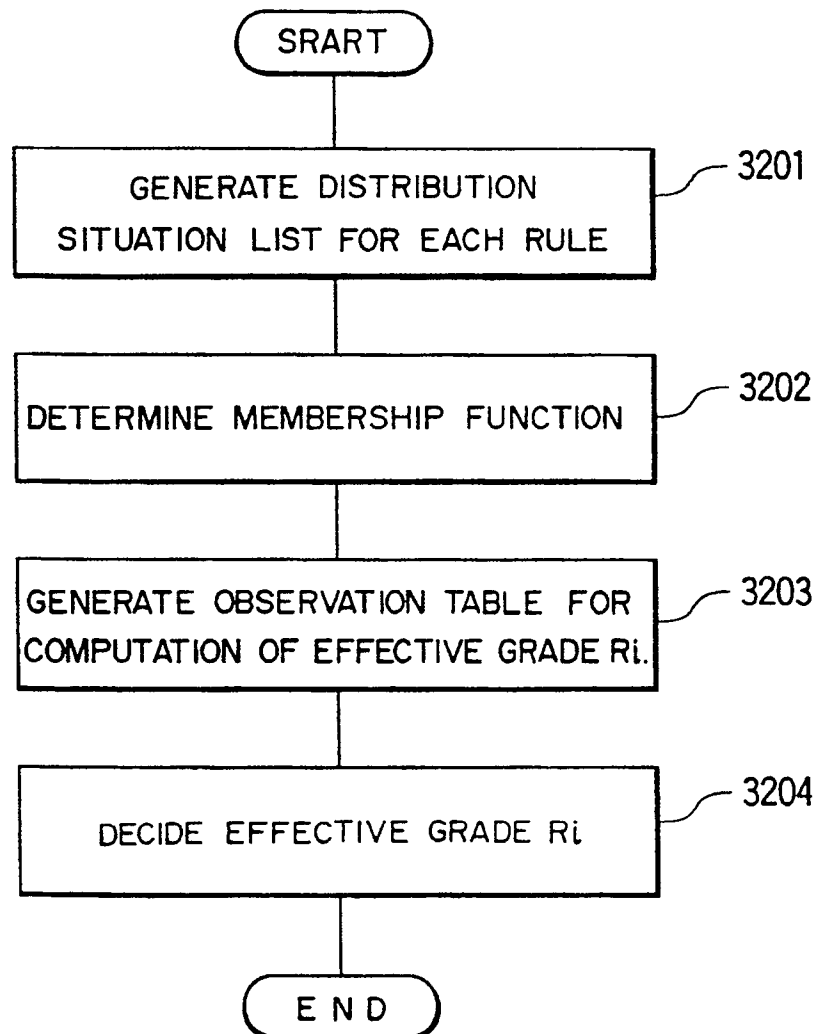 SRART
GENERATE DISTRIBUTION
SITUATION LIST FOR EACH RULE
3201
DETERMINE MEMBERSHIP FUNCTION
3202
GENERATE OBSERVATION TABLE FOR
COMPUTATION OF EFFECTIVE GRADE Ri.
3203
DECIDE EFFECTIVE GRADE Ri
3204
END